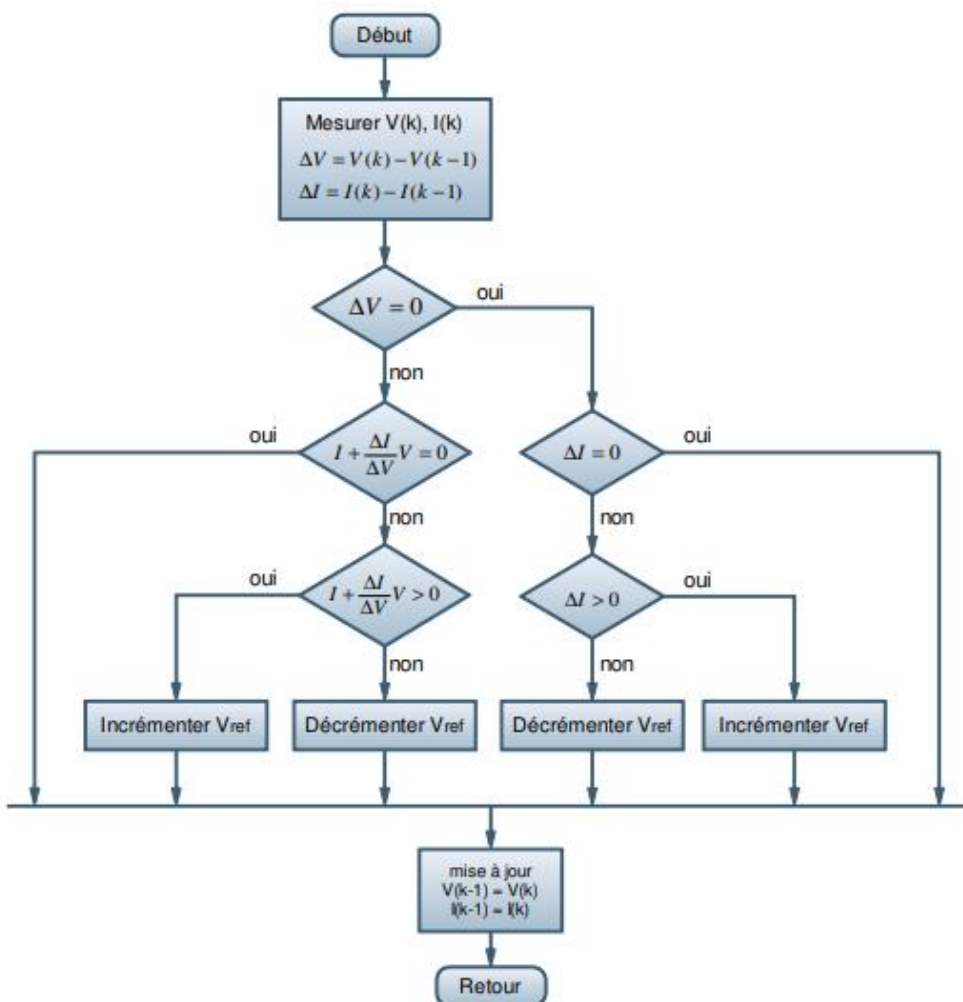 Début
Mesurer V(k), I(k)
ΔV = V(k) − V(k−1)
ΔI = I(k) − I(k−1)
ΔV = 0
oui
non
oui
I + ΔI/ΔV V = 0
ΔI = 0
oui
non
non
oui
I + ΔI/ΔV V > 0
ΔI > 0
oui
non
non
Incrémenter Vref
Décrémenter Vref
Décrémenter Vref
Incrémenter Vref
mise à jour
V(k-1) = V(k)
I(k-1) = I(k)
Retour